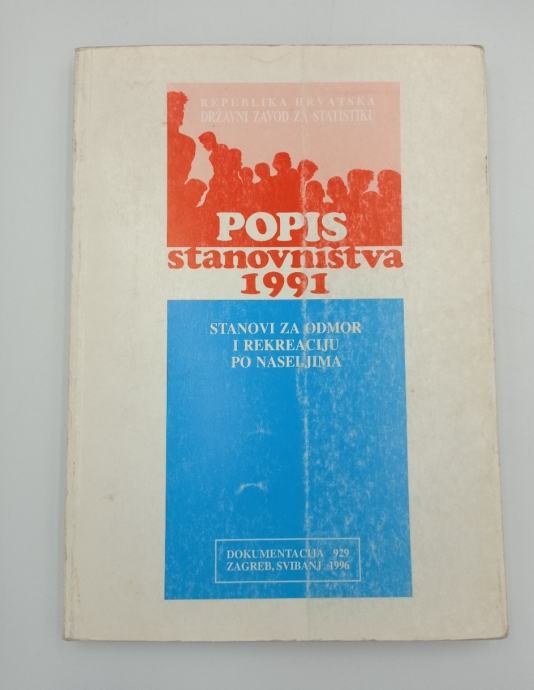 REPUBLIKA HRVATSKA
DRŽAVNI ZAVOD ZA STATISTIKU
POPIS
stanovništva
1991
STANOVI ZA ODMOR
I REKREACIJU
PO NASELJIMA
DOKUMENTACIJA 929
ZAGREB, SVIBANJ 1996